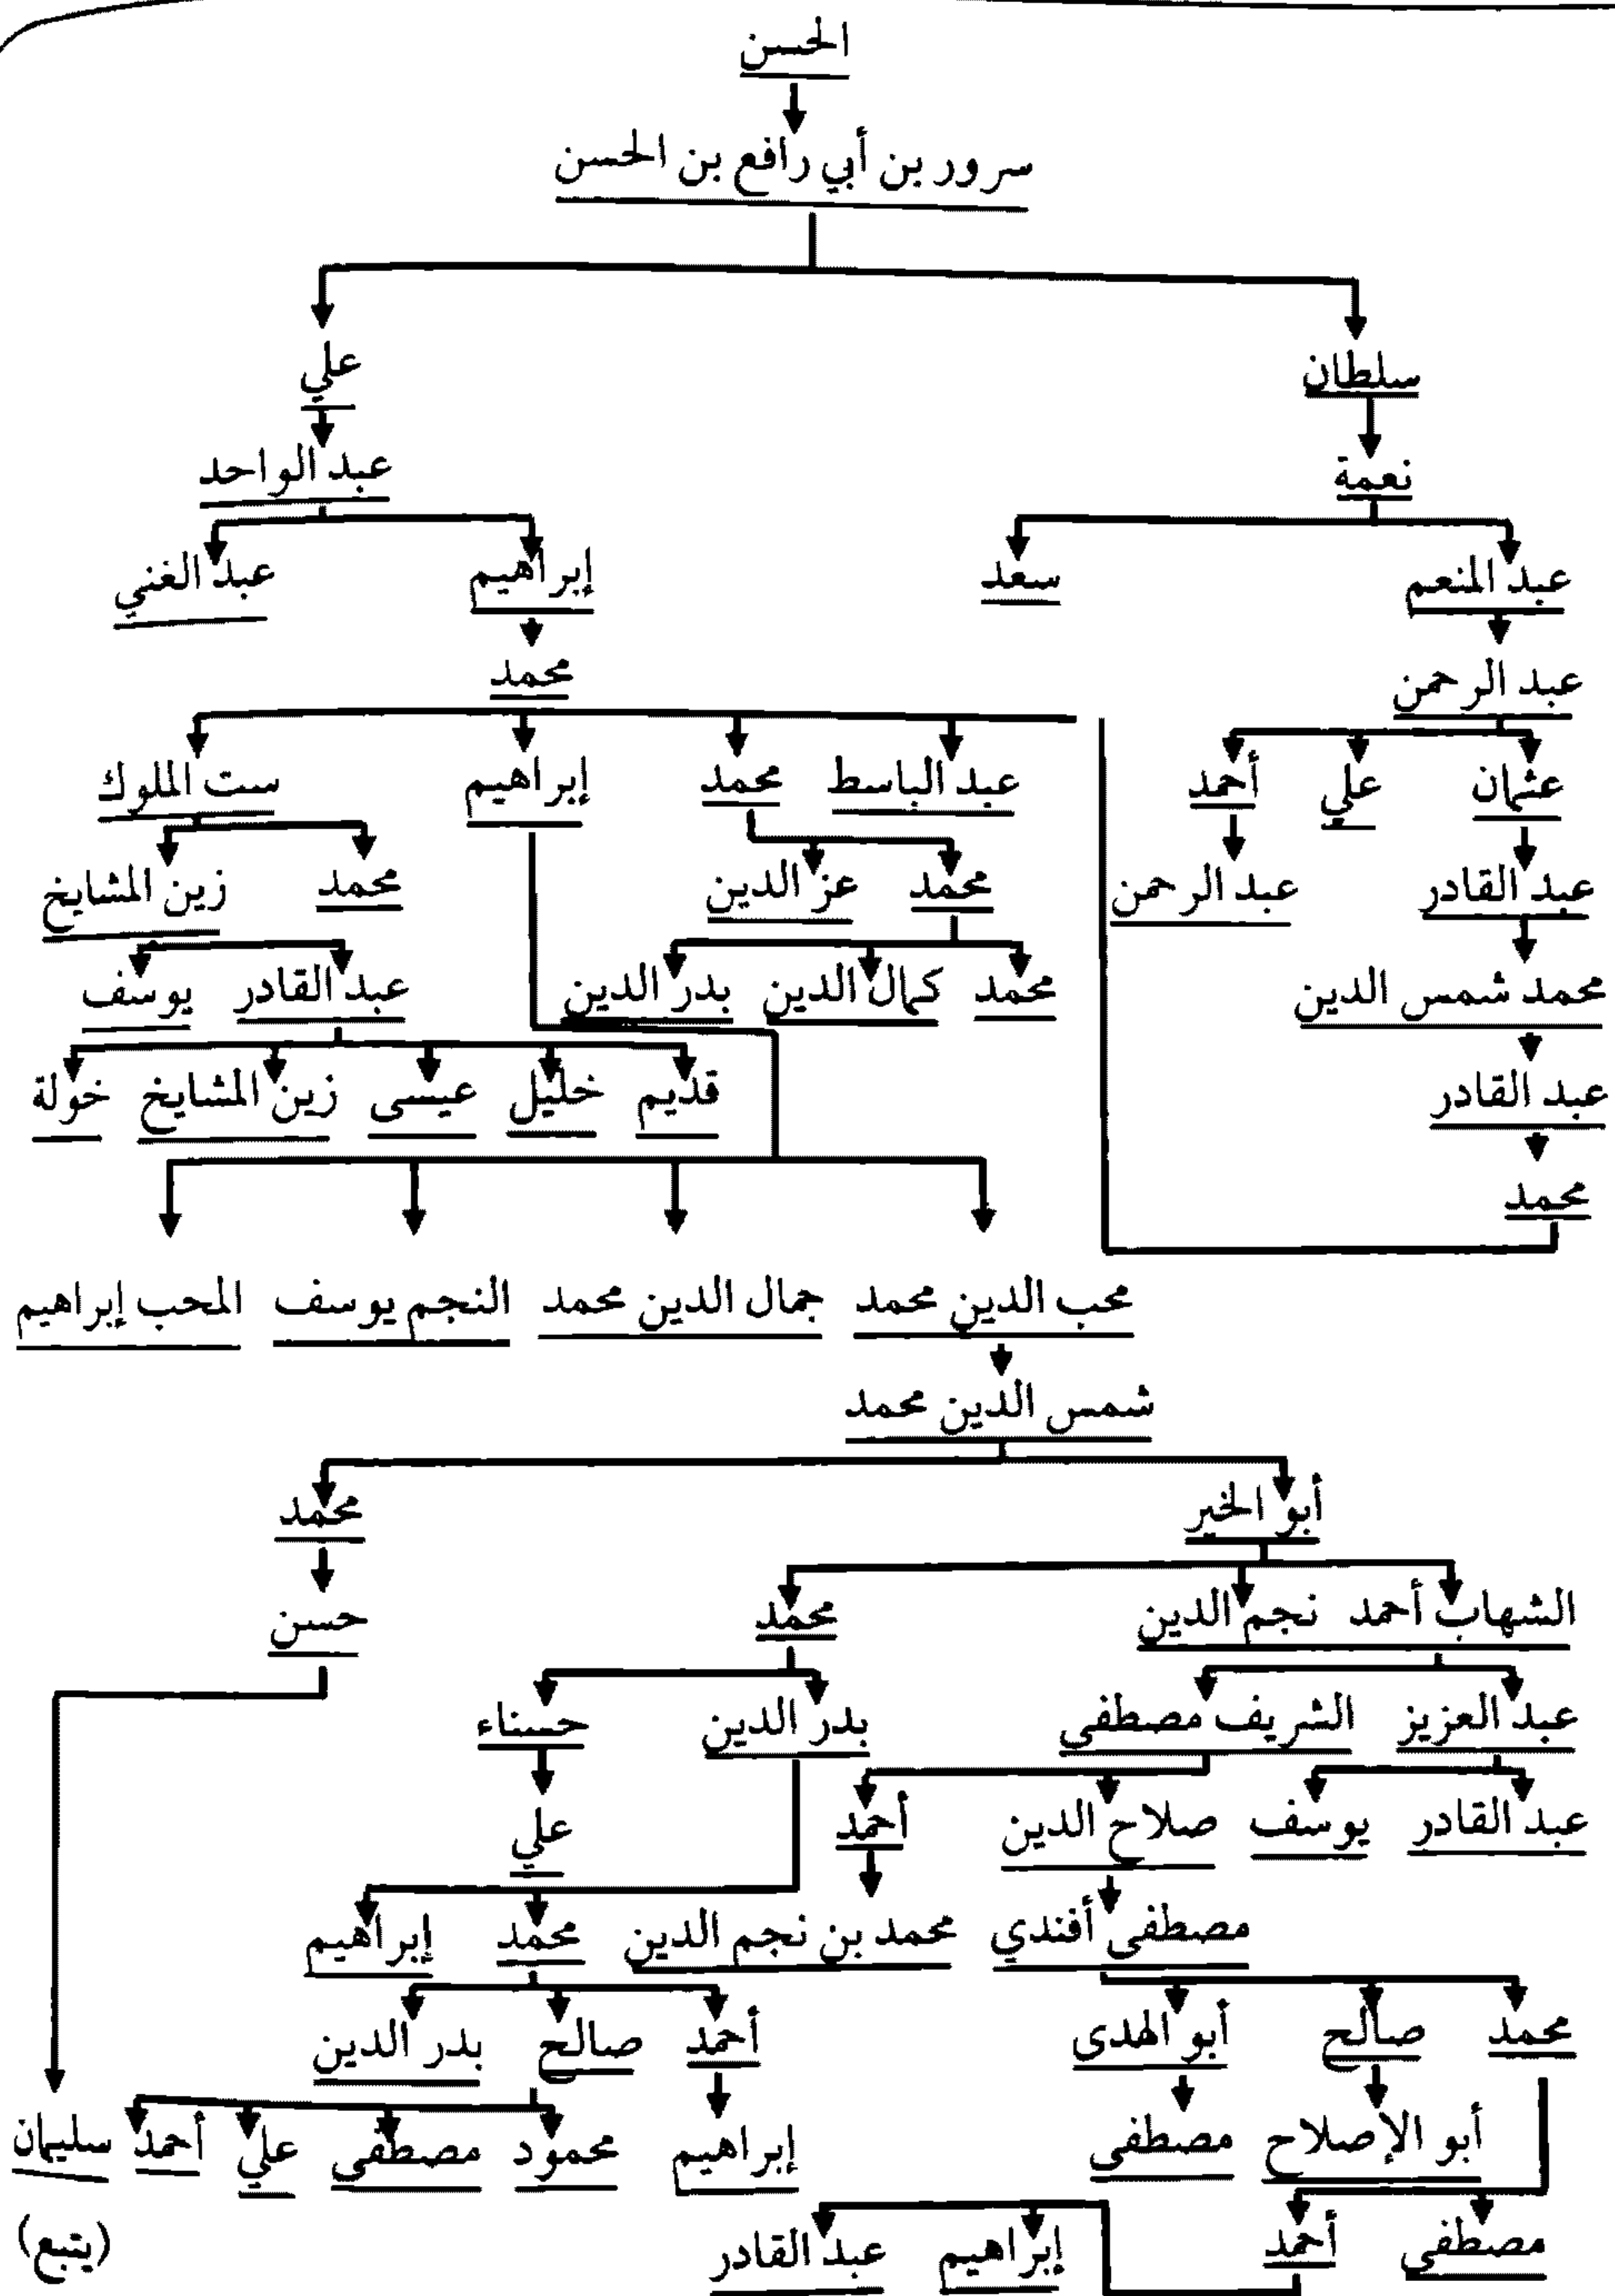 الحسن
سرور بن أبي رافع بن الحسن
سلطان علي
نعمة عبد الواحد
عبد المنعم سعد إبراهيم عبد الغني
عبد الرحمن محمد
عثمان علي أحمد عبد الباسط محمد إبراهيم ست الملوك
عبد القادر عبد الرحمن محمد عز الدين محمد زين المشايخ
محمد شمس الدين محمد كمال الدين بدر الدين عبد القادر يوسف
عبد القادر قديم خليل عيسى زين المشايخ خولة
محمد
محب الدين محمد جمال الدين محمد النجم يوسف المحب إبراهيم
شمس الدين محمد
أبو الخير محمد
الشهاب أحمد نجم الدين محمد حسن
عبد العزيز الشريف مصطفى بدر الدين حسناء
عبد القادر يوسف صلاح الدين أحمد علي
مصطفى أفندي محمد بن نجم الدين محمد إبراهيم
محمد صالح أبو الهدى أحمد صالح بدر الدين
أبو الإصلاح مصطفى إبراهيم محمود مصطفى علي أحمد سليمان
مصطفى أحمد إبراهيم عبد القادر (يتبع)